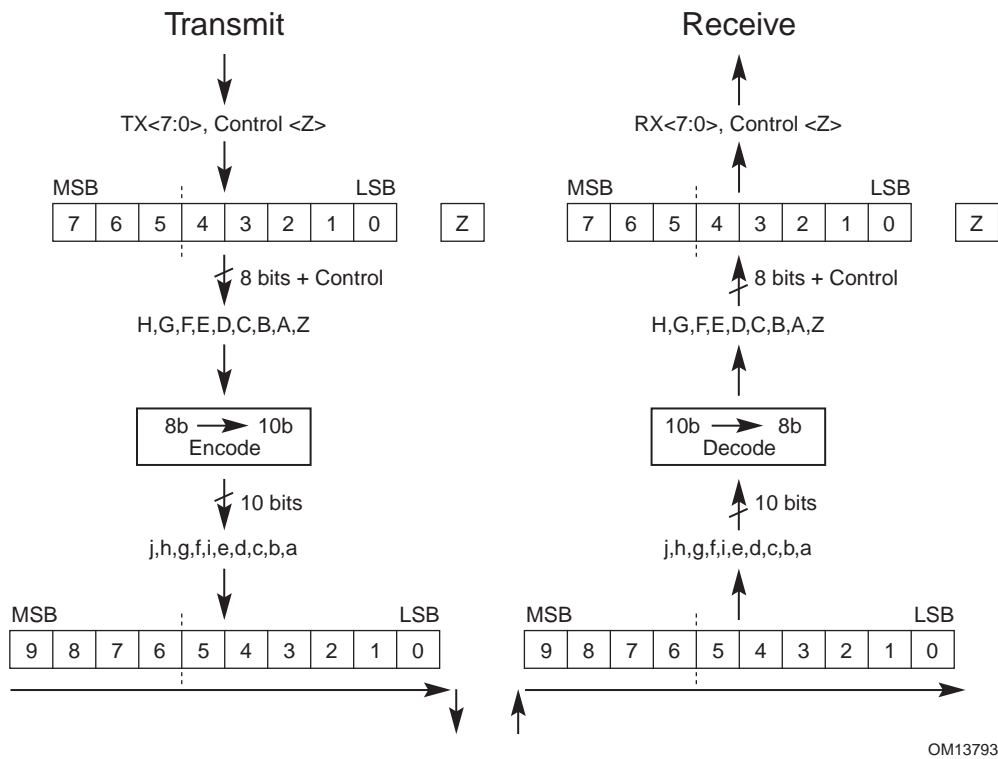 Transmit
TX<7:0>, Control <Z>
MSB LSB
7 6 5 4 3 2 1 0 Z
8 bits + Control
H,G,F,E,D,C,B,A,Z
8b 10b
Encode
10 bits
j,h,g,f,i,e,d,c,b,a
MSB LSB
9 8 7 6 5 4 3 2 1 0
Receive
RX<7:0>, Control <Z>
MSB LSB
7 6 5 4 3 2 1 0 Z
8 bits + Control
H,G,F,E,D,C,B,A,Z
10b 8b
Decode
10 bits
j,h,g,f,i,e,d,c,b,a
MSB LSB
9 8 7 6 5 4 3 2 1 0
OM13793